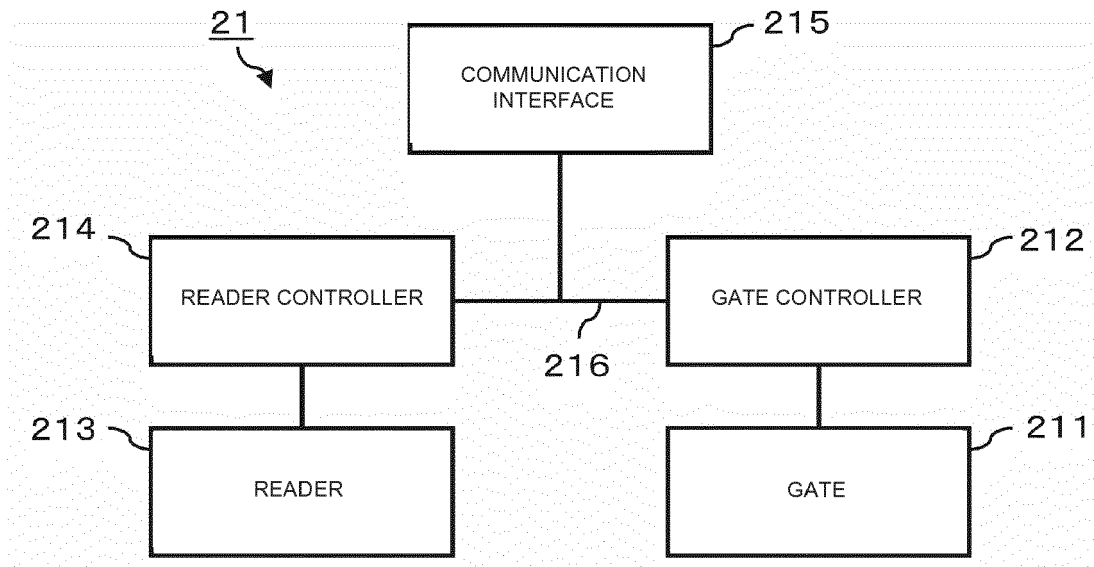 21
215
COMMUNICATION
INTERFACE
214
212
READER CONTROLLER
GATE CONTROLLER
216
213
211
READER
GATE